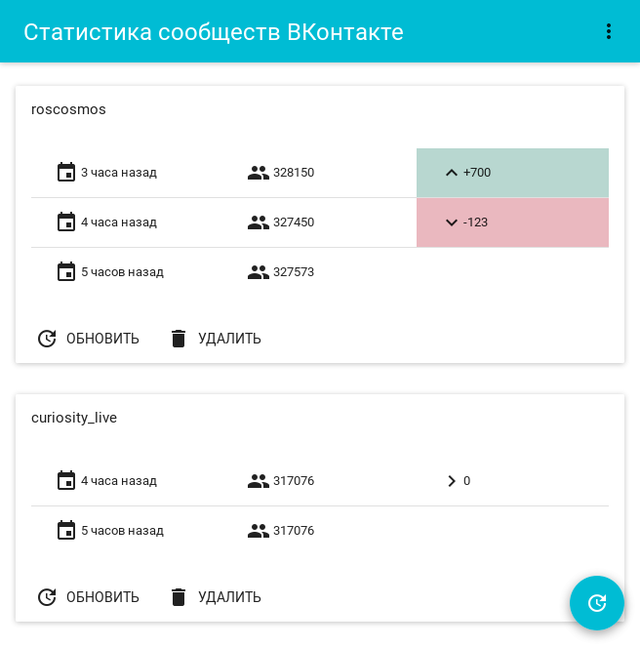 Статистика сообществ ВКонтакте
roscosmos
3 часа назад 328150 +700
4 часа назад 327450 -123
5 часов назад 327573
ОБНОВИТЬ УДАЛИТЬ
curiosity_live
4 часа назад 317076 0
5 часов назад 317076
ОБНОВИТЬ УДАЛИТЬ